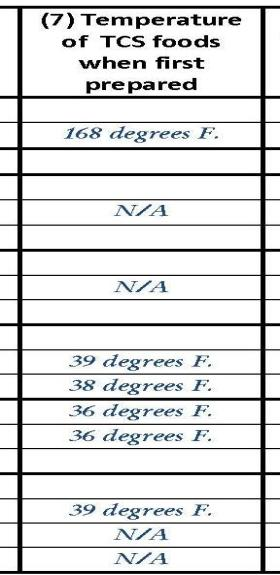 (7) Temperature
of TCS foods
when first
prepared
168 degrees F.
N/A
N/A
39 degrees F.
38 degrees F.
36 degrees F.
36 degrees F.
39 degrees F.
N/A
N/A